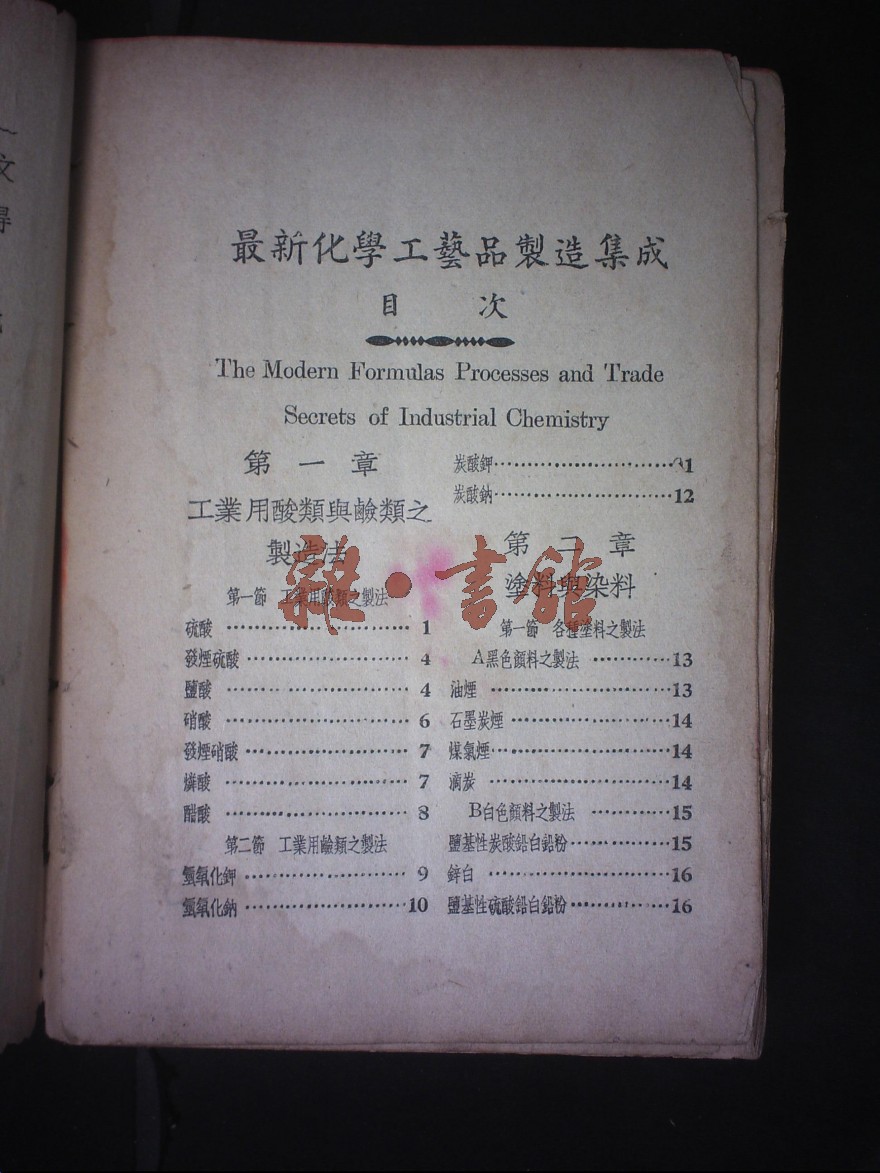 最新化學工藝品製造集成
目 次
The Modern Formulas Processes and Trade
Secrets of Industrial Chemistry
第一章
工業用酸類與鹼類之
製造法
第一節 工業用酸類之製法
硫酸 1
發煙硫酸 4
鹽酸 4
硝酸 6
發煙硝酸 7
燐酸 7
醋酸 8
第二節 工業用鹼類之製法
氫氧化鉀 9
氫氧化鈉 10
炭酸鉀 11
炭酸鈉 12
第二章
塗料與染料
第一節 各種塗料之製法
A黑色顏料之製法 13
油煙 13
石墨炭煙 14
煤氣煙 14
滴炭 14
B白色顏料之製法 15
鹽基性炭酸鉛白鉛粉 15
鋅白 16
鹽基性硫酸鉛白鉛粉 16
雜·書館
文